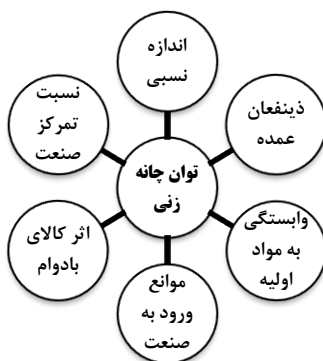 اندازه
نسبی
ذینفعان
عمده
وابستگی
به مواد
اولیه
موانع
ورود به
صنعت
اثر کالای
بادوام
نسبت
تمرکز
صنعت
توان چانه
زنی